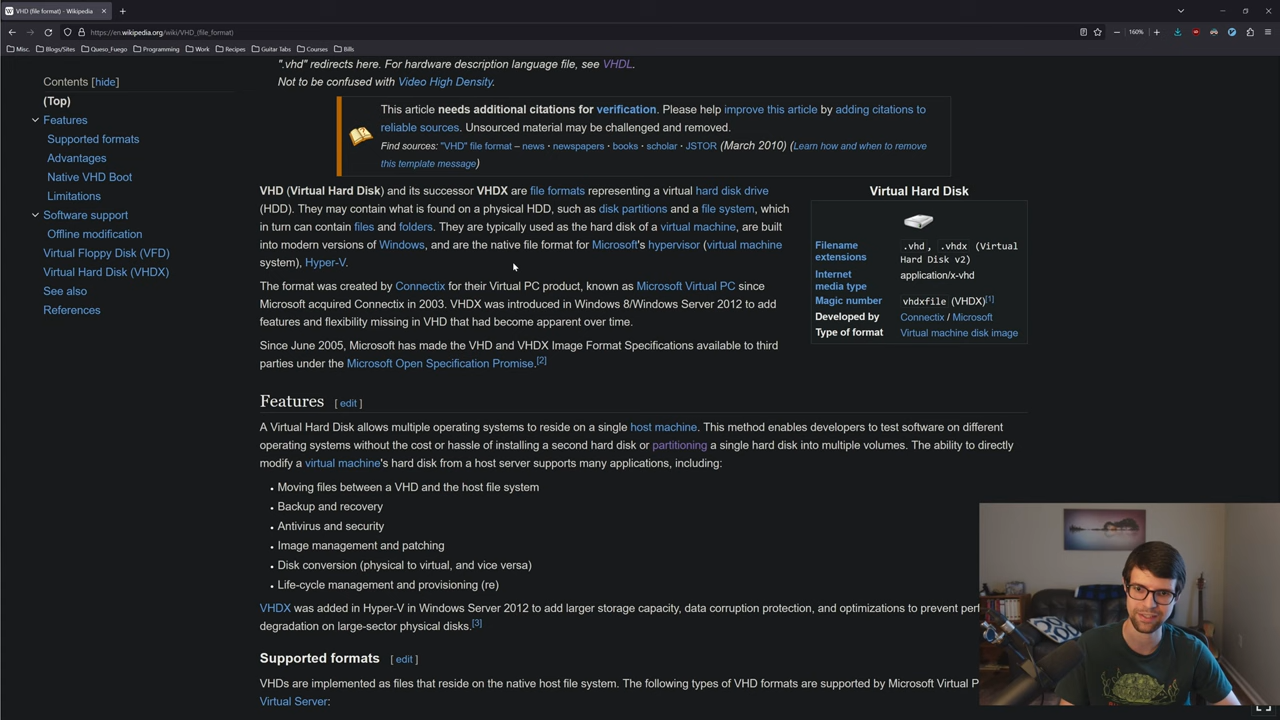 VHD (file format) - Wikipedia
https://en.wikipedia.org/wiki/VHD_(file_format)
160%
Misc.
Blogs/Sites
Queso_Fuego
Programming
Work
Recipes
Guitar Tabs
Courses
Bills
Contents [hide]
(Top)
Features
Supported formats
Advantages
Native VHD Boot
Limitations
Software support
Offline modification
Virtual Floppy Disk (VFD)
Virtual Hard Disk (VHDX)
See also
References
".vhd" redirects here. For hardware description language file, see VHDL.
Not to be confused with Video High Density.
This article needs additional citations for verification. Please help improve this article by adding citations to
reliable sources. Unsourced material may be challenged and removed.
Find sources: "VHD" file format – news · newspapers · books · scholar · JSTOR (March 2010) (Learn how and when to remove
this template message)
VHD (Virtual Hard Disk) and its successor VHDX are file formats representing a virtual hard disk drive
(HDD). They may contain what is found on a physical HDD, such as disk partitions and a file system, which
in turn can contain files and folders. They are typically used as the hard disk of a virtual machine, are built
into modern versions of Windows, and are the native file format for Microsoft's hypervisor (virtual machine
system), Hyper-V.
The format was created by Connectix for their Virtual PC product, known as Microsoft Virtual PC since
Microsoft acquired Connectix in 2003. VHDX was introduced in Windows 8/Windows Server 2012 to add
features and flexibility missing in VHD that had become apparent over time.
Since June 2005, Microsoft has made the VHD and VHDX Image Format Specifications available to third
parties under the Microsoft Open Specification Promise.[2]
Virtual Hard Disk
Filename extensions
.vhd, .vhdx (Virtual
Hard Disk v2)
Internet media type
application/x-vhd
Magic number
vhdxfile (VHDX)[1]
Developed by
Connectix / Microsoft
Type of format
Virtual machine disk image
Features [ edit ]
A Virtual Hard Disk allows multiple operating systems to reside on a single host machine. This method enables developers to test software on different
operating systems without the cost or hassle of installing a second hard disk or partitioning a single hard disk into multiple volumes. The ability to directly
modify a virtual machine's hard disk from a host server supports many applications, including:
• Moving files between a VHD and the host file system
• Backup and recovery
• Antivirus and security
• Image management and patching
• Disk conversion (physical to virtual, and vice versa)
• Life-cycle management and provisioning (re)
VHDX was added in Hyper-V in Windows Server 2012 to add larger storage capacity, data corruption protection, and optimizations to prevent perf
degradation on large-sector physical disks.[3]
Supported formats [ edit ]
VHDs are implemented as files that reside on the native host file system. The following types of VHD formats are supported by Microsoft Virtual P
Virtual Server: